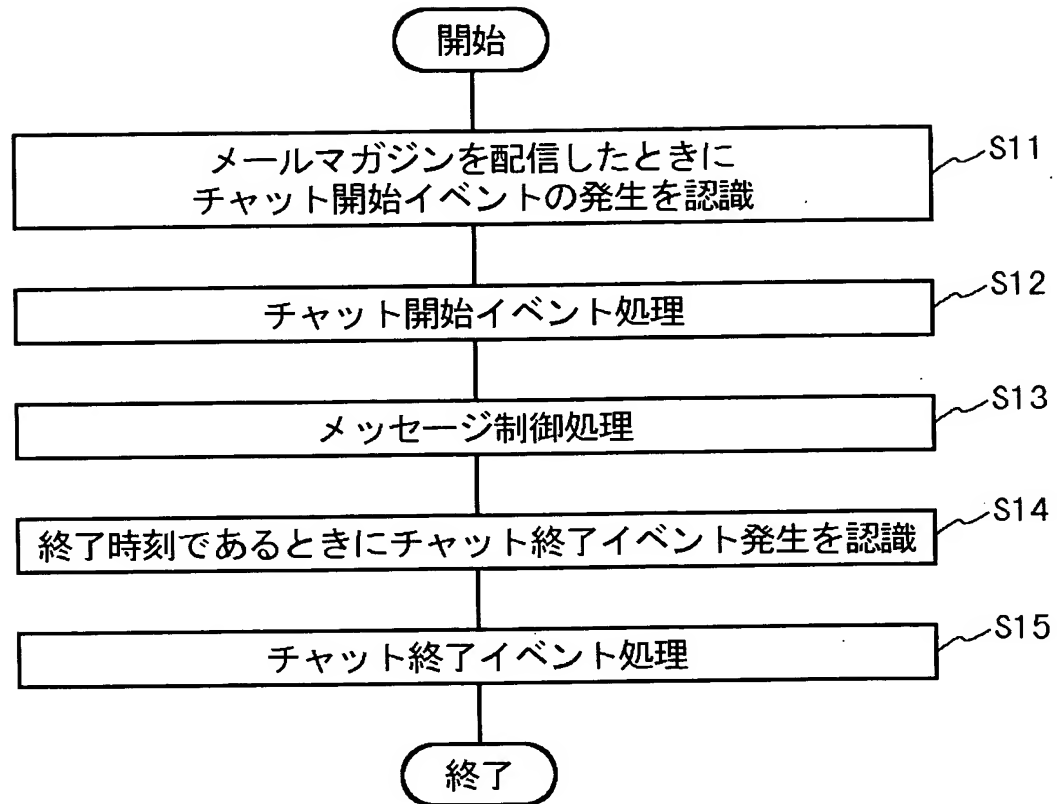 開始
メールマガジンを配信したときに
チャット開始イベントの発生を認識
S11
チャット開始イベント処理
S12
メッセージ制御処理
S13
終了時刻であるときにチャット終了イベント発生を認識
S14
チャット終了イベント処理
S15
終了